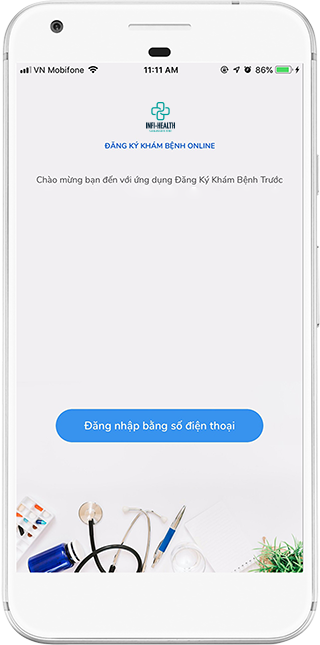 VN Mobifone 11:11 AM 86%
INFI-HEALTH
ĐĂNG KÝ KHÁM BỆNH ONLINE
Chào mừng bạn đến với ứng dụng Đăng Ký Khám Bệnh Trước
Đăng nhập bằng số điện thoại